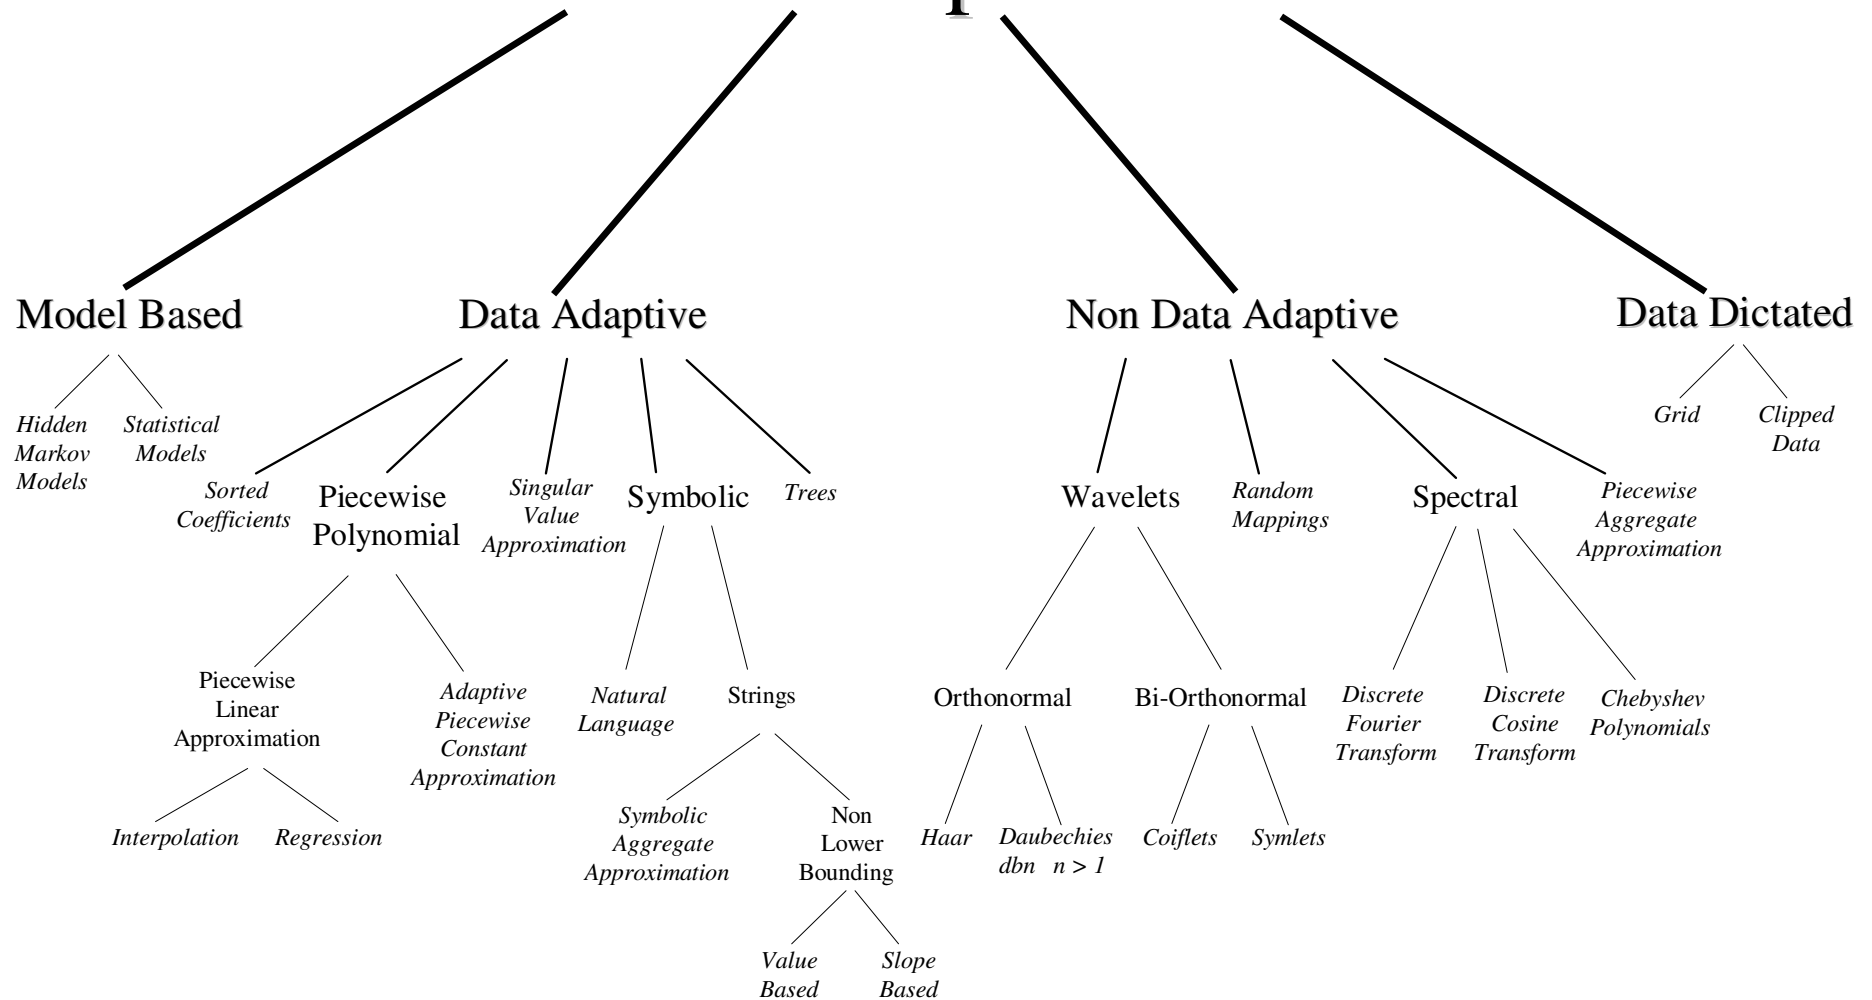 Model Based
Data Adaptive
Non Data Adaptive
Data Dictated
Hidden
Markov
Models
Statistical
Models
Grid
Clipped
Data
Sorted
Coefficients
Piecewise
Polynomial
Singular
Value
Approximation
Symbolic
Trees
Wavelets
Random
Mappings
Spectral
Piecewise
Aggregate
Approximation
Piecewise
Linear
Approximation
Adaptive
Piecewise
Constant
Approximation
Natural
Language
Strings
Orthonormal
Bi-Orthonormal
Discrete
Fourier
Transform
Discrete
Cosine
Transform
Chebyshev
Polynomials
Interpolation
Regression
Symbolic
Aggregate
Approximation
Non
Lower
Bounding
Haar
Daubechies
dbn n > 1
Coiflets
Symlets
Value
Based
Slope
Based